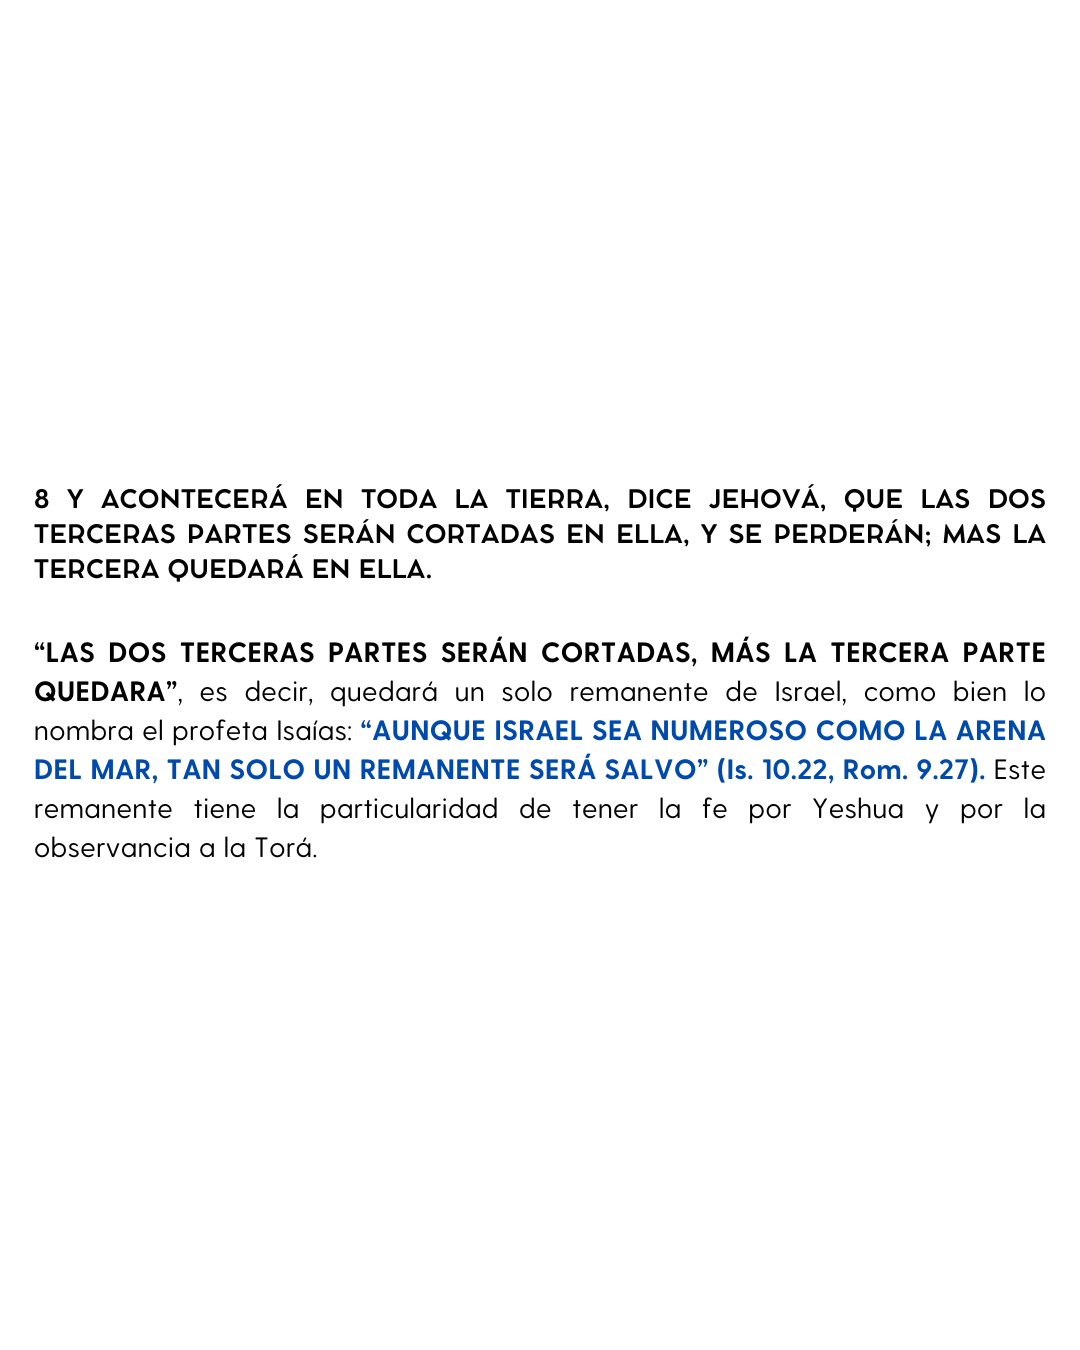 8 Y ACONTECERÁ EN TODA LA TIERRA, DICE JEHOVÁ, QUE LAS DOS
TERCERAS PARTES SERÁN CORTADAS EN ELLA, Y SE PERDERÁN; MAS LA
TERCERA QUEDARÁ EN ELLA.
“LAS DOS TERCERAS PARTES SERÁN CORTADAS, MÁS LA TERCERA PARTE
QUEDARA”, es decir, quedará un solo remanente de Israel, como bien lo
nombra el profeta Isaías: “AUNQUE ISRAEL SEA NUMEROSO COMO LA ARENA
DEL MAR, TAN SOLO UN REMANENTE SERÁ SALVO” (Is. 10.22, Rom. 9.27). Este
remanente tiene la particularidad de tener la fe por Yeshua y por la
observancia a la Torá.